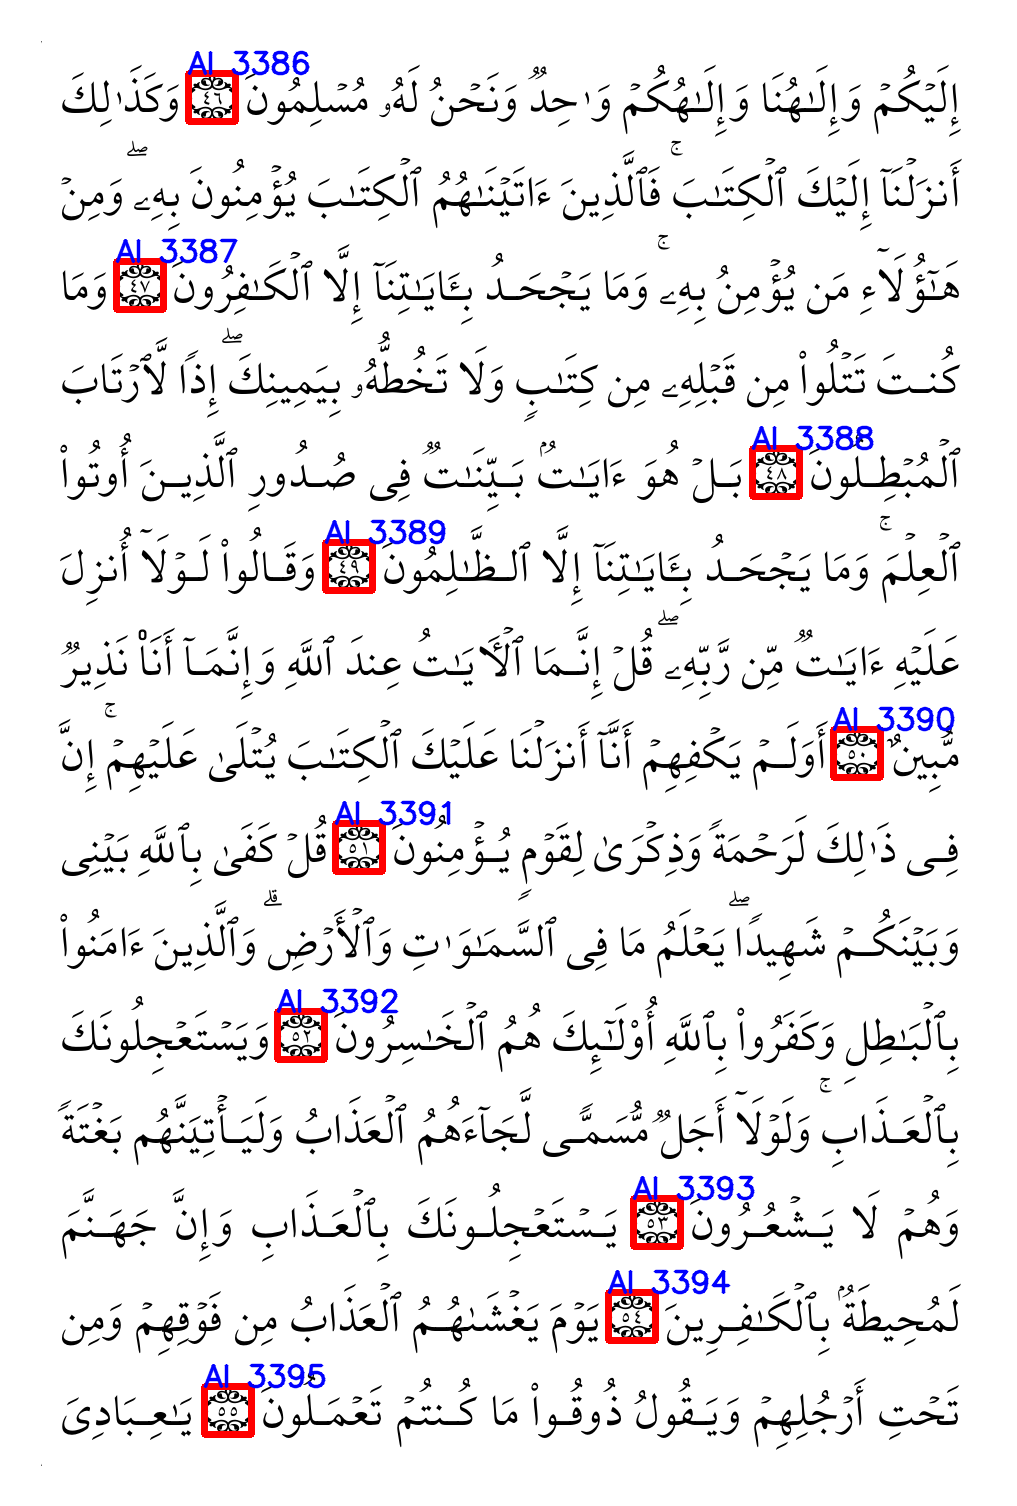 AI_3386
إِلَيۡكُمۡ وَإِلَـٰهُنَا وَإِلَـٰهُكُمۡ وَٰحِدٌ وَنَحۡنُ لَهُۥ مُسۡلِمُونَ ٤٦ وَكَذَٰلِكَ
أَنزَلۡنَآ إِلَيۡكَ ٱلۡكِتَـٰبَۚ فَٱلَّذِينَ ءَاتَيۡنَـٰهُمُ ٱلۡكِتَـٰبَ يُؤۡمِنُونَ بِهِۦۖ وَمِنۡ
AI_3387
هَـٰٓؤُلَآءِ مَن يُؤۡمِنُ بِهِۦۚ وَمَا يَجۡحَدُ بِـَٔايَـٰتِنَآ إِلَّا ٱلۡكَـٰفِرُونَ ٤٧ وَمَا
كُنتَ تَتۡلُواْ مِن قَبۡلِهِۦ مِن كِتَـٰبٍ وَلَا تَخُطُّهُۥ بِيَمِينِكَۖ إِذًا لَّٱرۡتَابَ
AI_3388
ٱلۡمُبۡطِلُونَ ٤٨ بَلۡ هُوَ ءَايَـٰتُۢ بَيِّنَـٰتٌ فِى صُدُورِ ٱلَّذِينَ أُوتُواْ
AI_3389
ٱلۡعِلۡمَۚ وَمَا يَجۡحَدُ بِـَٔايَـٰتِنَآ إِلَّا ٱلظَّـٰلِمُونَ ٤٩ وَقَالُواْ لَوۡلَآ أُنزِلَ
عَلَيۡهِ ءَايَـٰتٌ مِّن رَّبِّهِۦۖ قُلۡ إِنَّمَا ٱلۡأَيَـٰتُ عِندَ ٱللَّهِ وَإِنَّمَآ أَنَا۠ نَذِيرٌ
AI_3390
مُّبِينٌ ٥٠ أَوَلَمۡ يَكۡفِهِمۡ أَنَّآ أَنزَلۡنَا عَلَيۡكَ ٱلۡكِتَـٰبَ يُتۡلَىٰ عَلَيۡهِمۡۚ إِنَّ
AI_3391
فِى ذَٰلِكَ لَرَحۡمَةً وَذِكۡرَىٰ لِقَوۡمٍ يُؤۡمِنُونَ ٥١ قُلۡ كَفَىٰ بِٱللَّهِ بَيۡنِى
وَبَيۡنَكُمۡ شَهِيدًاۖ يَعۡلَمُ مَا فِى ٱلسَّمَـٰوَٰتِ وَٱلۡأَرۡضِۗ وَٱلَّذِينَ ءَامَنُواْ
AI_3392
بِٱلۡبَـٰطِلِ وَكَفَرُواْ بِٱللَّهِ أُوْلَـٰٓئِكَ هُمُ ٱلۡخَـٰسِرُونَ ٥٢ وَيَسۡتَعۡجِلُونَكَ
بِٱلۡعَذَابِۚ وَلَوۡلَآ أَجَلٌ مُّسَمًّى لَّجَآءَهُمُ ٱلۡعَذَابُ وَلَيَأۡتِيَنَّهُم بَغۡتَةً
AI_3393
وَهُمۡ لَا يَشۡعُرُونَ ٥٣ يَسۡتَعۡجِلُونَكَ بِٱلۡعَذَابِ وَإِنَّ جَهَنَّمَ
AI_3394
لَمُحِيطَةُۢ بِٱلۡكَـٰفِرِينَ ٥٤ يَوۡمَ يَغۡشَىٰهُمُ ٱلۡعَذَابُ مِن فَوۡقِهِمۡ وَمِن
AI_3395
تَحۡتِ أَرۡجُلِهِمۡ وَيَقُولُ ذُوقُواْ مَا كُنتُمۡ تَعۡمَلُونَ ٥٥ يَـٰعِبَادِىَ